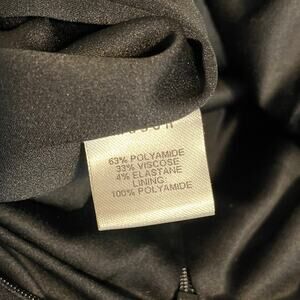 63% POLYAMIDE
33% VISCOSE
4% ELASTANE
LINING:
100% POLYAMIDE